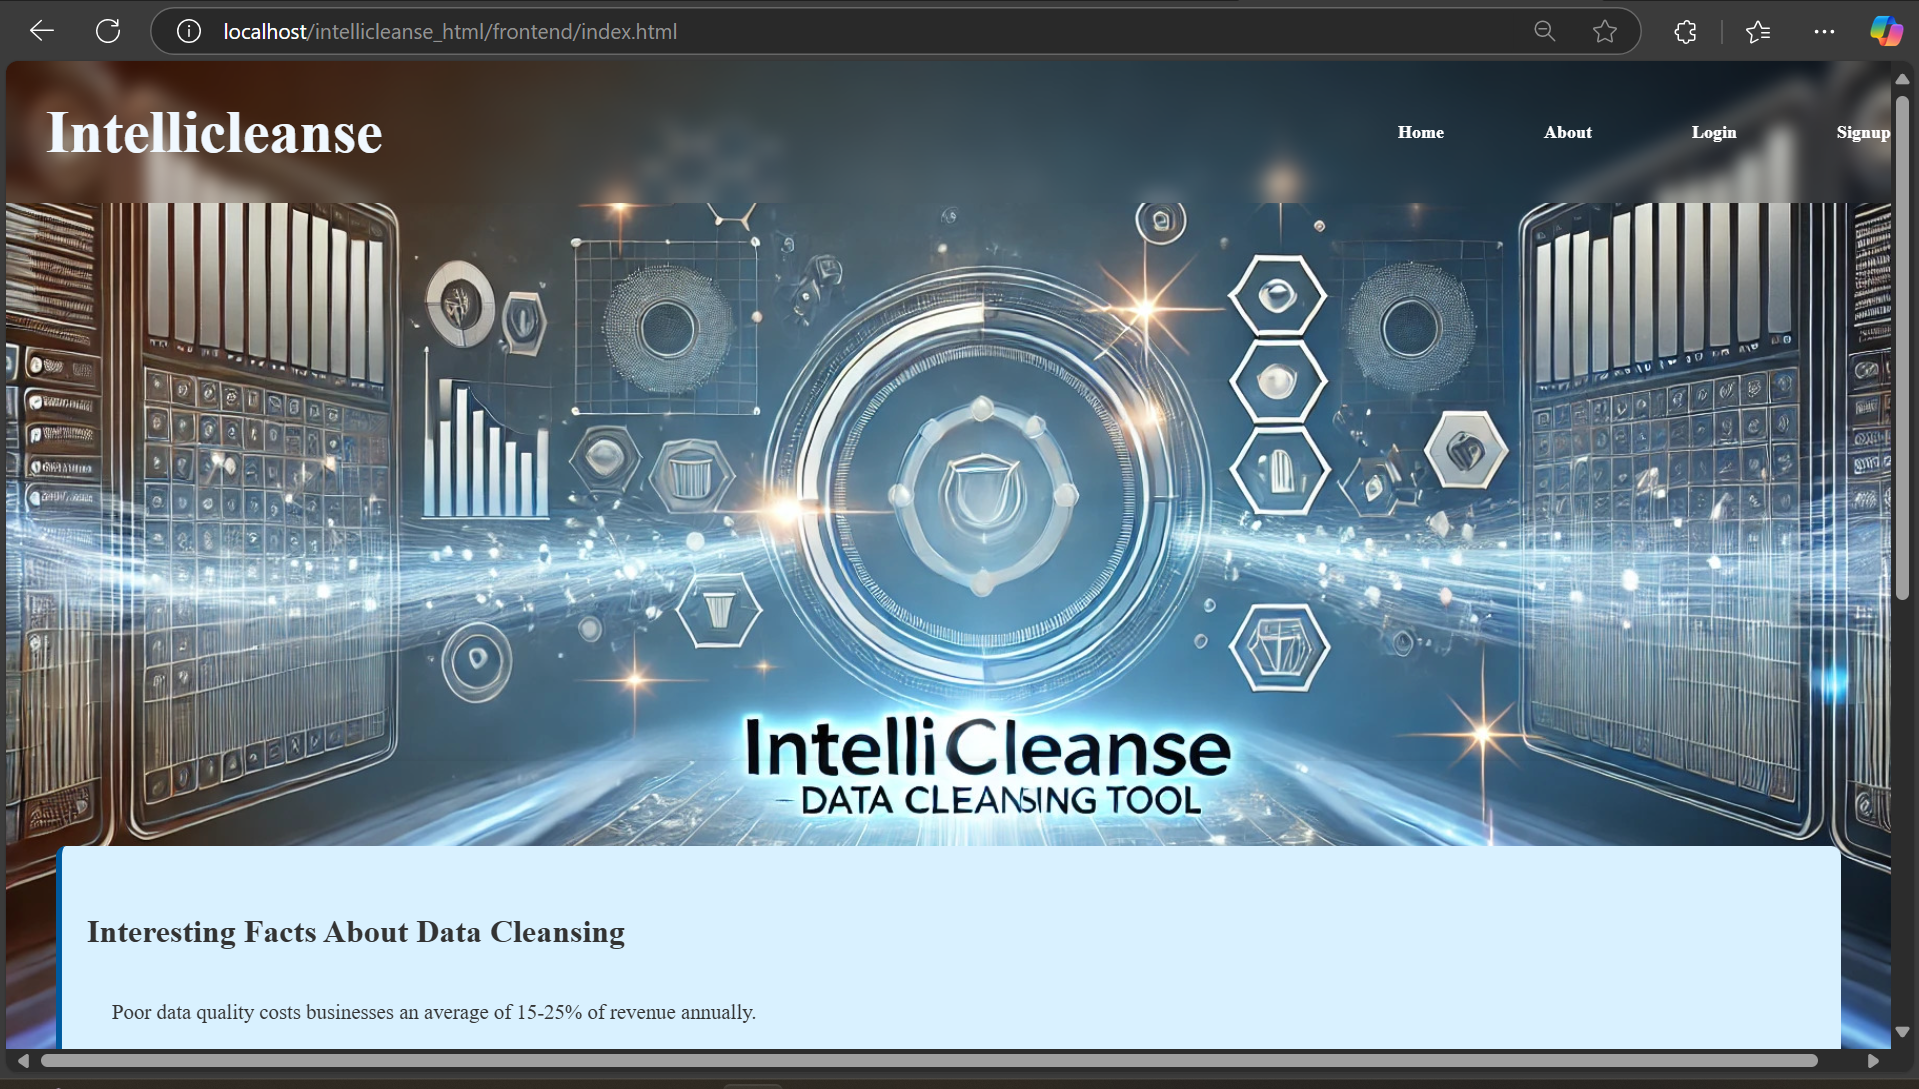 localhost/intellicleanse_html/frontend/index.html
Intellicleanse
Home About Login Signup
IntelliCleanse
DATA CLEANSING TOOL
Interesting Facts About Data Cleansing
Poor data quality costs businesses an average of 15-25% of revenue annually.